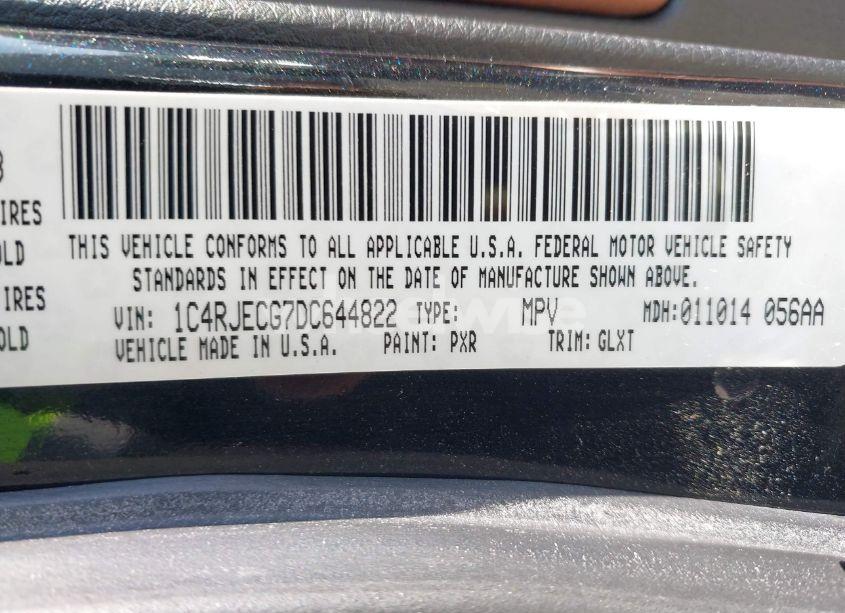 IRES
OLD
IRES
OLD
THIS VEHICLE CONFORMS TO ALL APPLICABLE U.S.A. FEDERAL MOTOR VEHICLE SAFETY
STANDARDS IN EFFECT ON THE DATE OF MANUFACTURE SHOWN ABOVE.
VIN: 1C4RJECG7DC644822 TYPE: MPV MDH:011014 056AA
VEHICLE MADE IN U.S.A. PAINT: PXR TRIM: GLXT